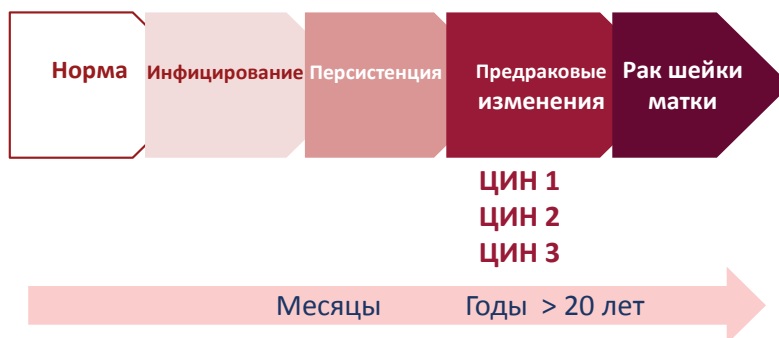 Норма
Инфицирование
Персистенция
Предраковые
изменения
Рак шейки
матки
ЦИН 1
ЦИН 2
ЦИН 3
Месяцы
Годы > 20 лет